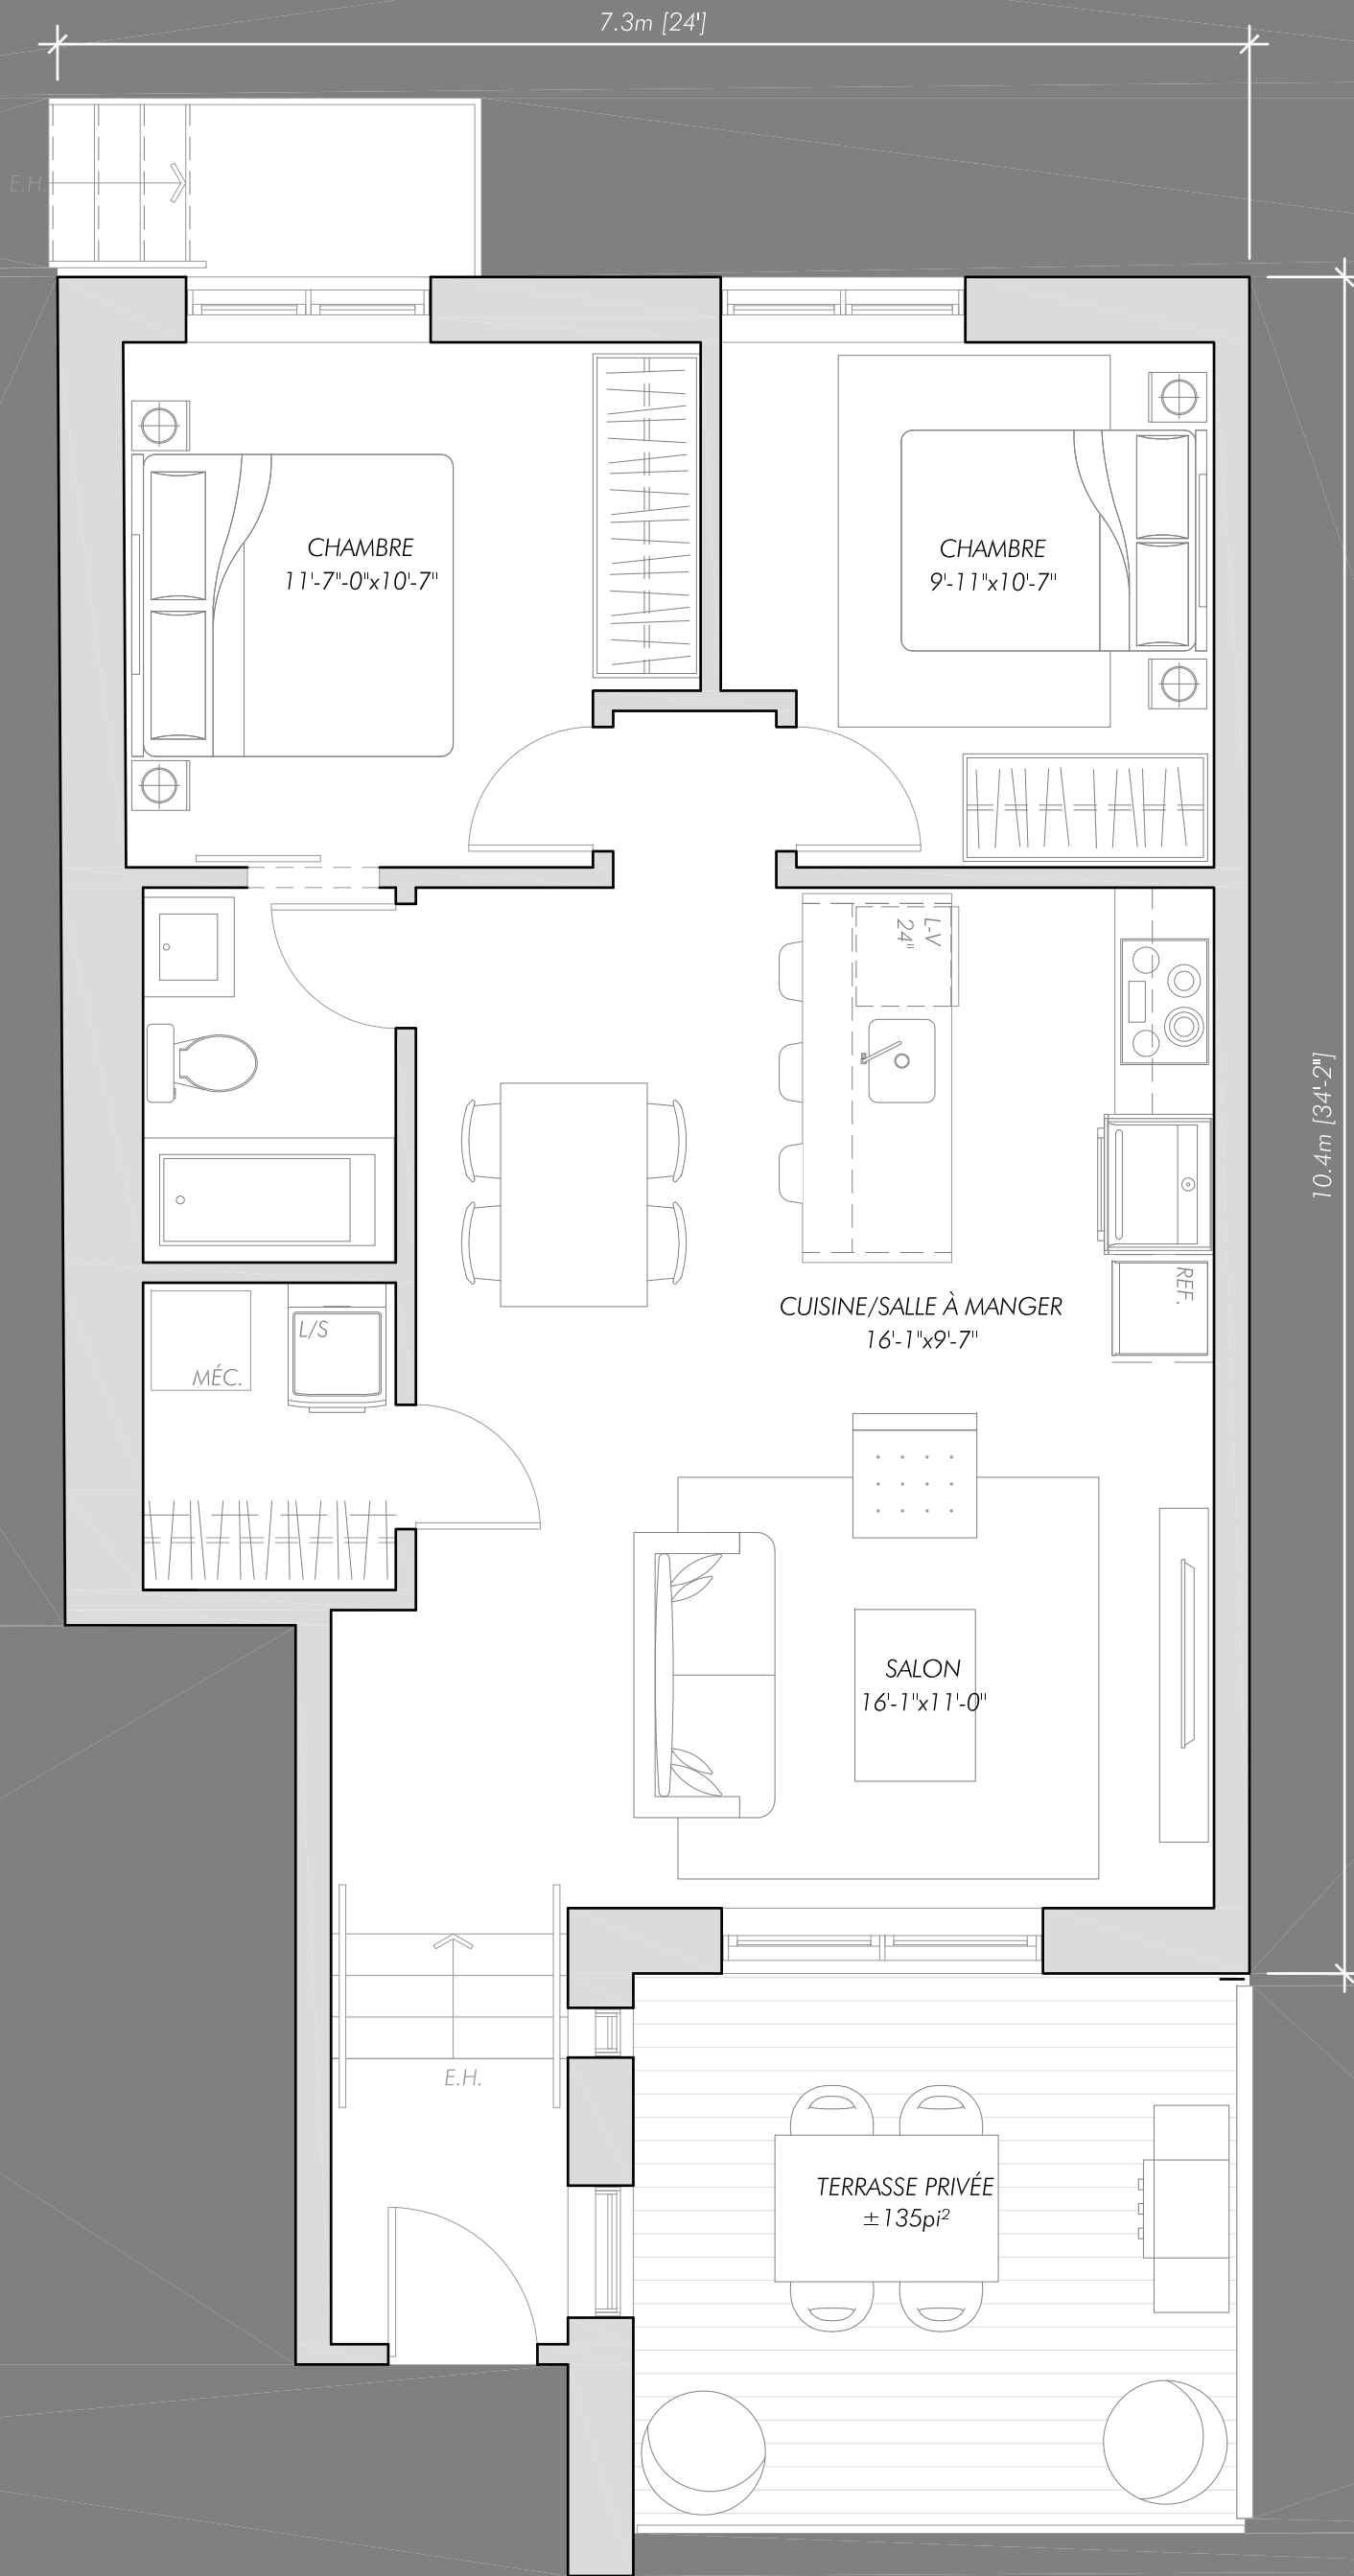 7.3m [24']
E.H.
CHAMBRE
11'-7"-0"x10'-7"
CHAMBRE
9'-11"x10'-7"
L-V
24"
10.4m [34'-2"]
REF.
CUISINE/SALLE À MANGER
16'-1"x9'-7"
L/S
MÉC.
SALON
16'-1"x11'-0"
E.H.
TERRASSE PRIVÉE
±135pi²